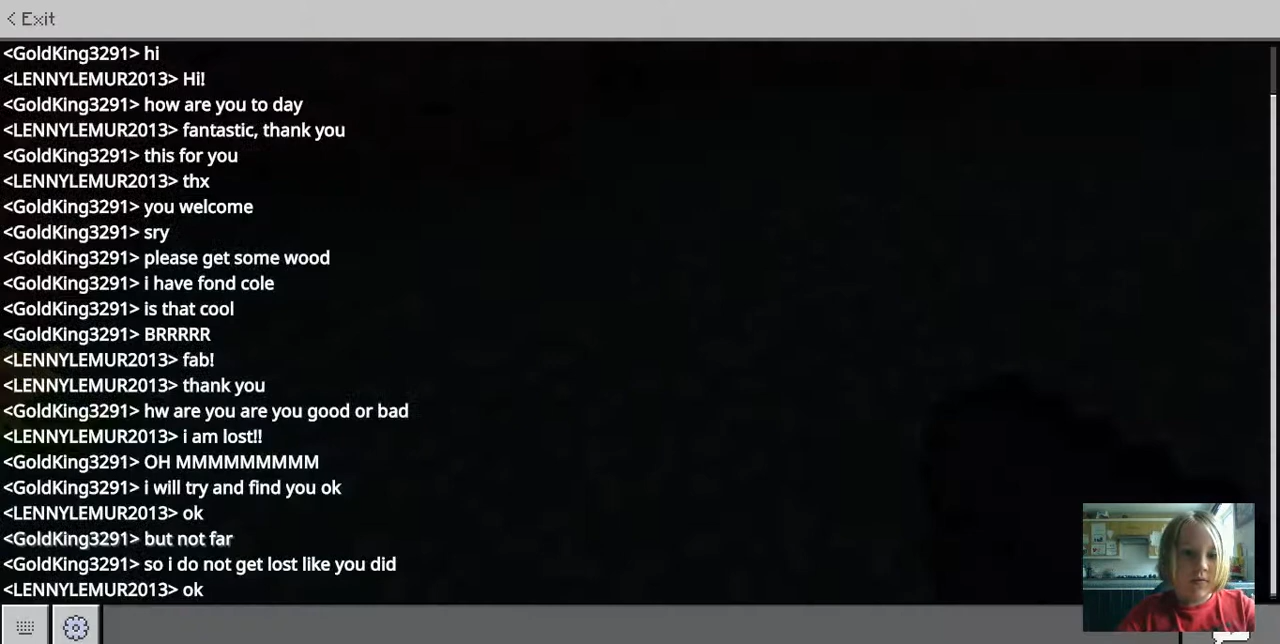 < Exit
<GoldKing3291> hi
<LENNYLEMUR2013> Hi!
<GoldKing3291> how are you to day
<LENNYLEMUR2013> fantastic, thank you
<GoldKing3291> this for you
<LENNYLEMUR2013> thx
<GoldKing3291> you welcome
<GoldKing3291> sry
<GoldKing3291> please get some wood
<GoldKing3291> i have fond cole
<GoldKing3291> is that cool
<GoldKing3291> BRRRRR
<LENNYLEMUR2013> fab!
<LENNYLEMUR2013> thank you
<GoldKing3291> hw are you are you good or bad
<LENNYLEMUR2013> i am lost!!
<GoldKing3291> OH MMMMMMMMM
<GoldKing3291> i will try and find you ok
<LENNYLEMUR2013> ok
<GoldKing3291> but not far
<GoldKing3291> so i do not get lost like you did
<LENNYLEMUR2013> ok